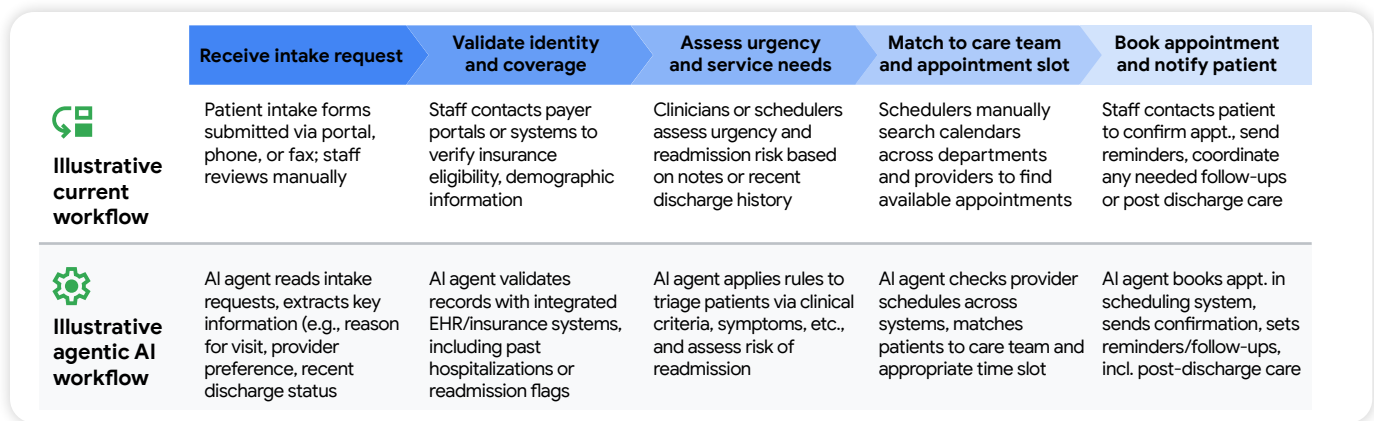 Receive intake request
Validate identity
and coverage
Assess urgency
and service needs
Match to care team
and appointment slot
Book appointment
and notify patient
Illustrative
current
workflow
Patient intake forms
submitted via portal,
phone, or fax; staff
reviews manually
Staff contacts payer
portals or systems to
verify insurance
eligibility, demographic
information
Clinicians or schedulers
assess urgency and
readmission risk based
on notes or recent
discharge history
Schedulers manually
search calendars
across departments
and providers to find
available appointments
Staff contacts patient
to confirm appt., send
reminders, coordinate
any needed follow-ups
or post discharge care
Illustrative
agentic AI
workflow
AI agent reads intake
requests, extracts key
information (e.g., reason
for visit, provider
preference, recent
discharge status
AI agent validates
records with integrated
EHR/insurance systems,
including past
hospitalizations or
readmission flags
AI agent applies rules to
triage patients via clinical
criteria, symptoms, etc.,
and assess risk of
readmission
AI agent checks provider
schedules across
systems, matches
patients to care team and
appropriate time slot
AI agent books appt. in
scheduling system,
sends confirmation, sets
reminders/follow-ups,
incl. post-discharge care